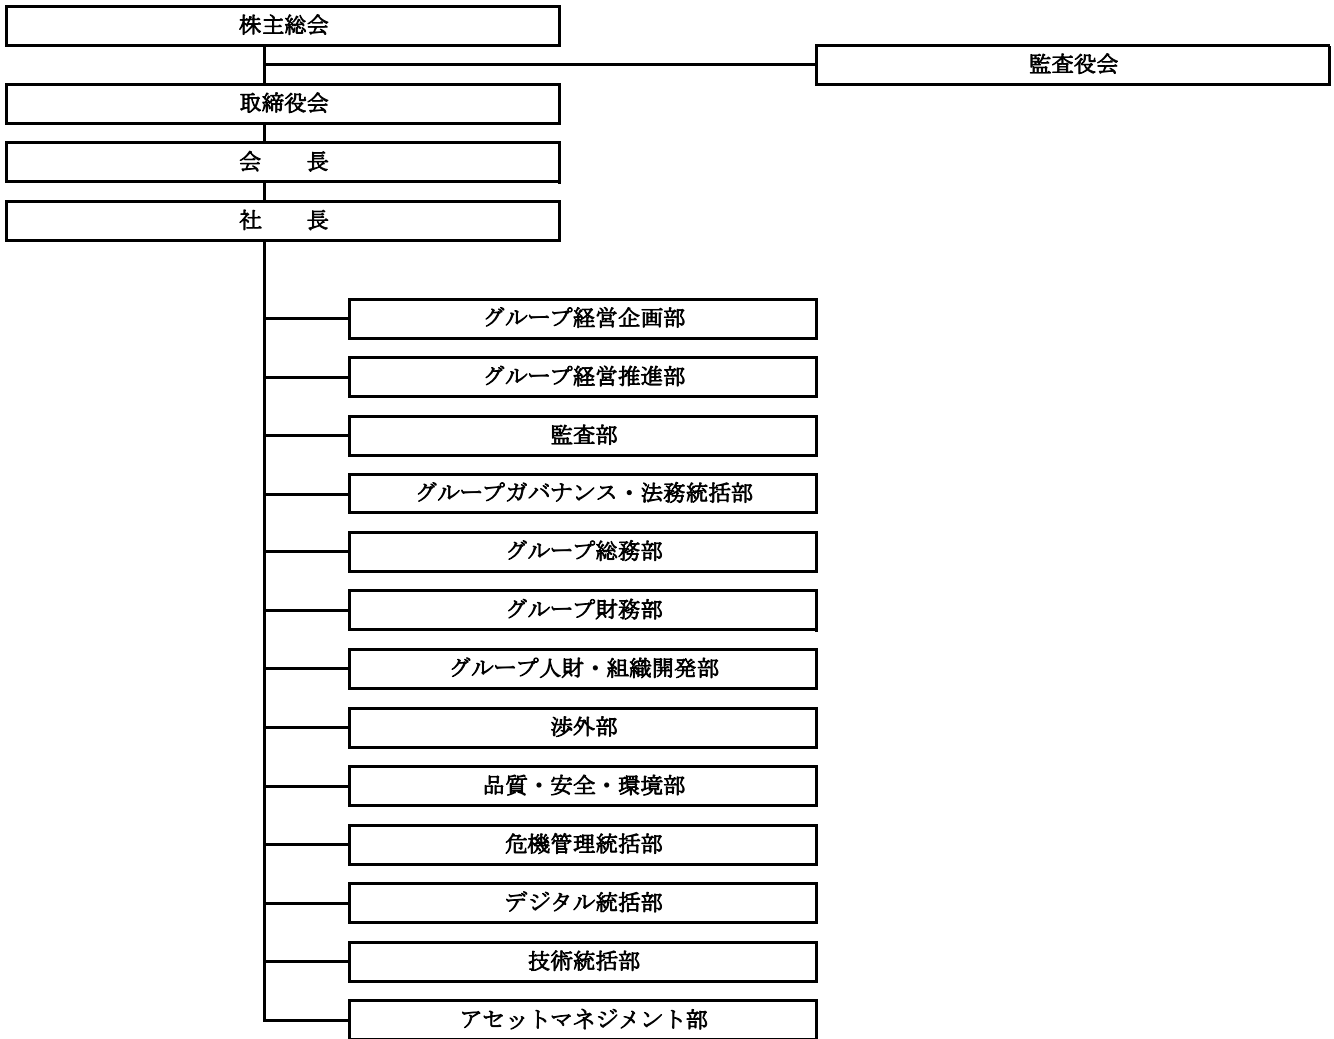 株主総会
監査役会
取締役会
会　　長
社　　長
グループ経営企画部
グループ経営推進部
監査部
グループガバナンス・法務統括部
グループ総務部
グループ財務部
グループ人財・組織開発部
渉外部
品質・安全・環境部
危機管理統括部
デジタル統括部
技術統括部
アセットマネジメント部